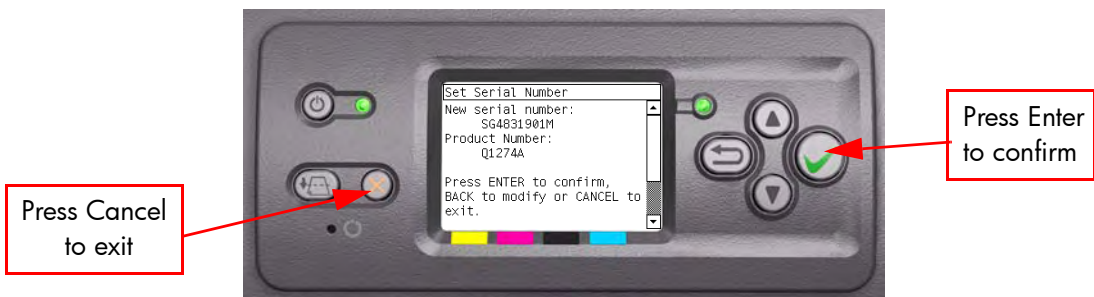 Set Serial Number
New serial number:
SG4831901M
Product Number:
Q1274A
Press ENTER to confirm,
BACK to modify or CANCEL to
exit.
Press Cancel
to exit
Press Enter
to confirm